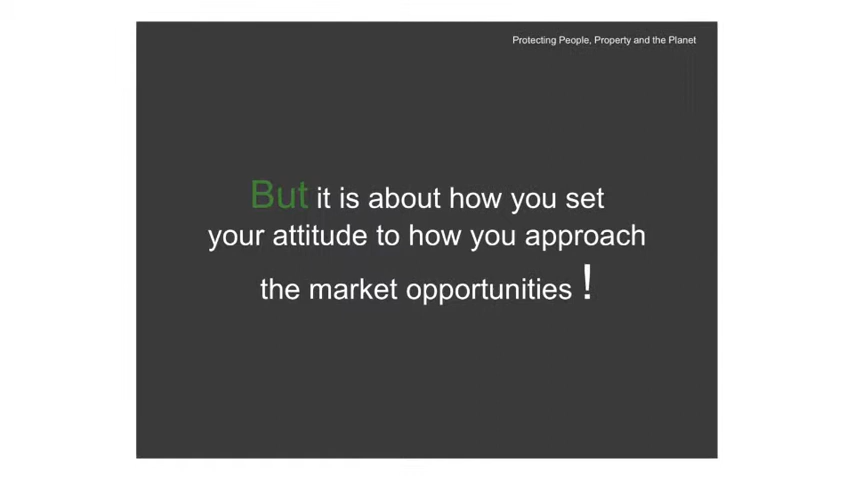 Protecting People, Property and the Planet
But it is about how you set
your attitude to how you approach
the market opportunities !